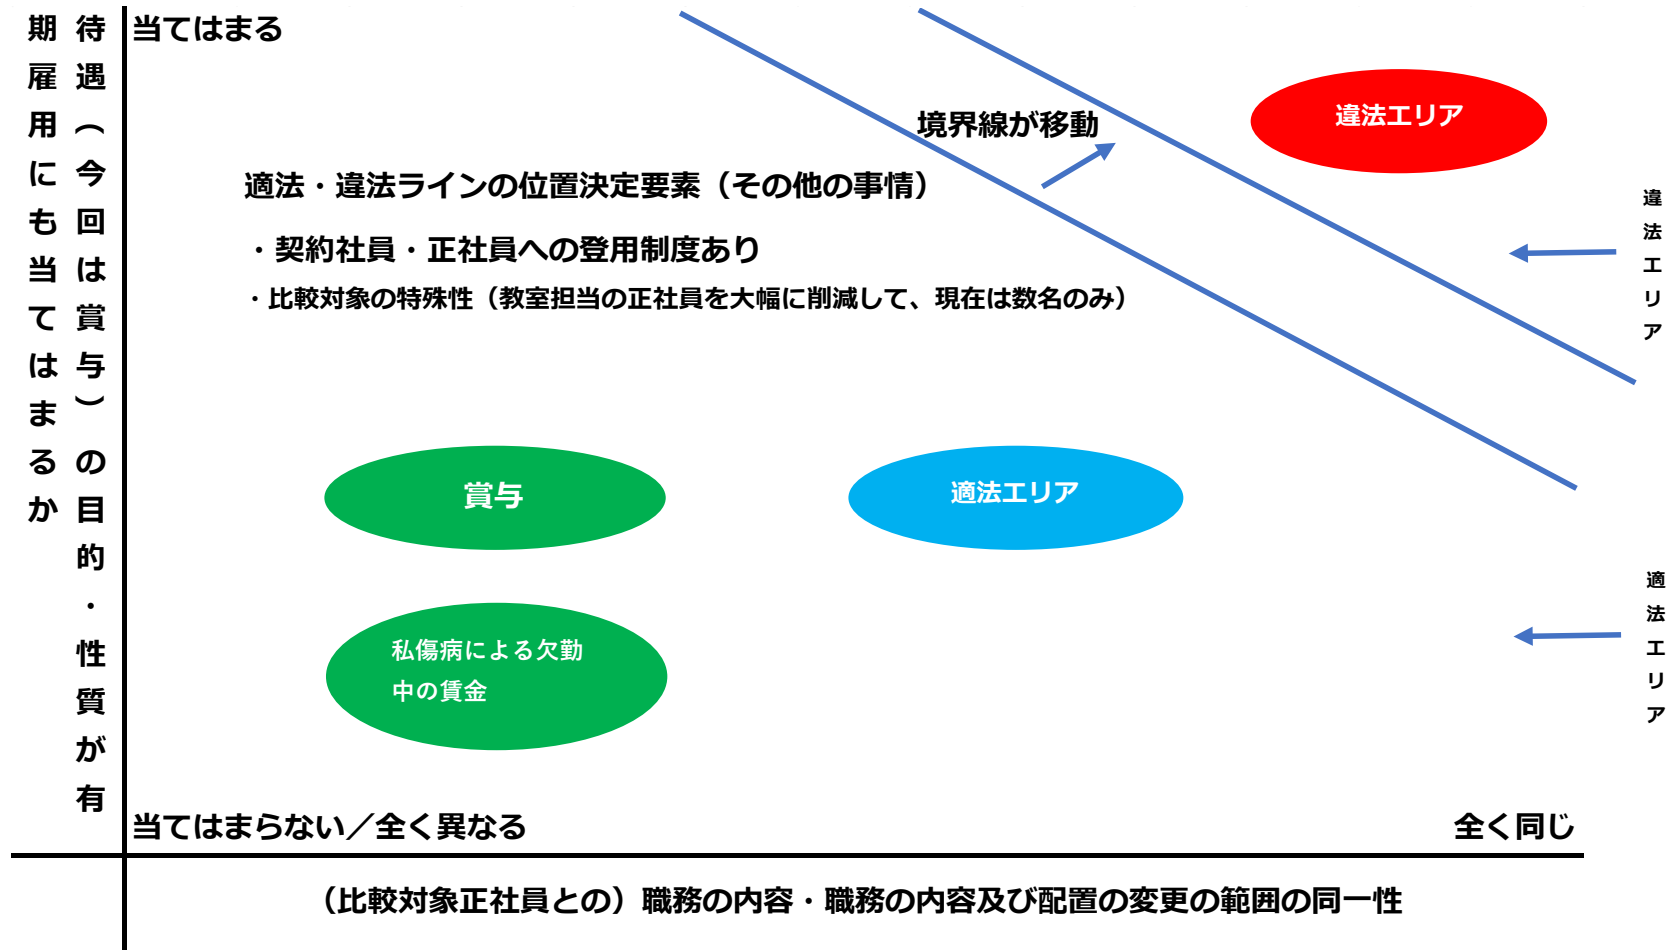 待遇（今回は賞与）の目的・性質が有
期雇用にも当てはまるか
当てはまる
境界線が移動
違法エリア
適法・違法ラインの位置決定要素（その他の事情）
・契約社員・正社員への登用制度あり
・比較対象の特殊性（教室担当の正社員を大幅に削減して、現在は数名のみ）
違法エリア
賞与
適法エリア
私傷病による欠勤
中の賃金
適法エリア
当てはまらない／全く異なる
全く同じ
（比較対象正社員との）職務の内容・職務の内容及び配置の変更の範囲の同一性